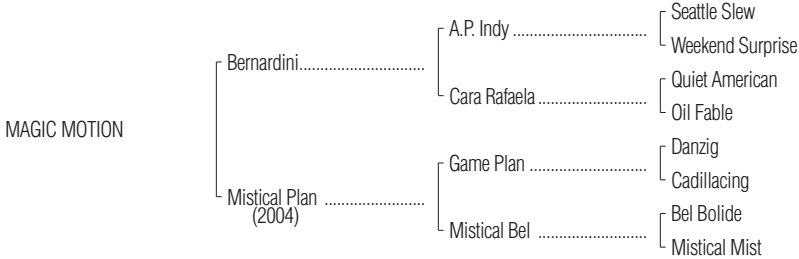 Seattle Slew
A.P. Indy ................................
Weekend Surprise
Bernardini..............................
Quiet American
Cara Rafaela ..........................
Oil Fable
MAGIC MOTION
Danzig
Game Plan ............................
Cadillacing
Mistical Plan ........................
(2004)
Bel Bolide
Mistical Bel ..........................
Mistical Mist